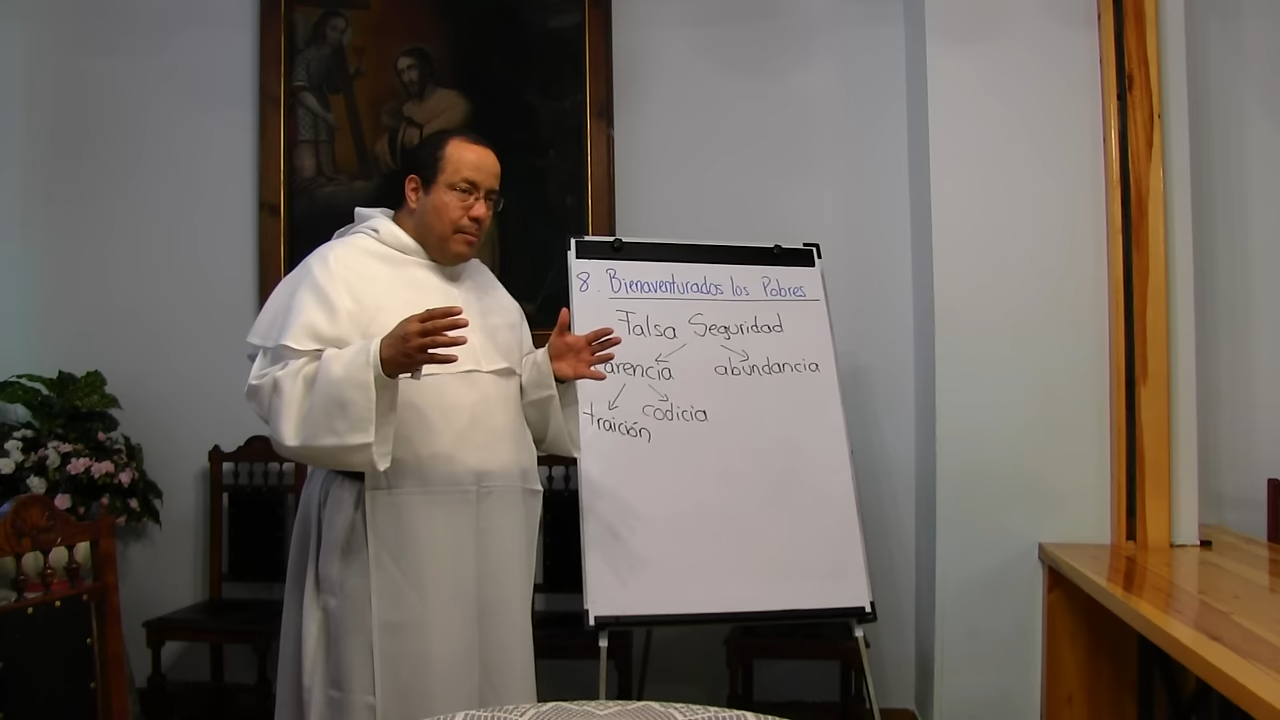 8. Bienaventurados los Pobres
Falsa Seguridad
arencia abundancia
traición codicia